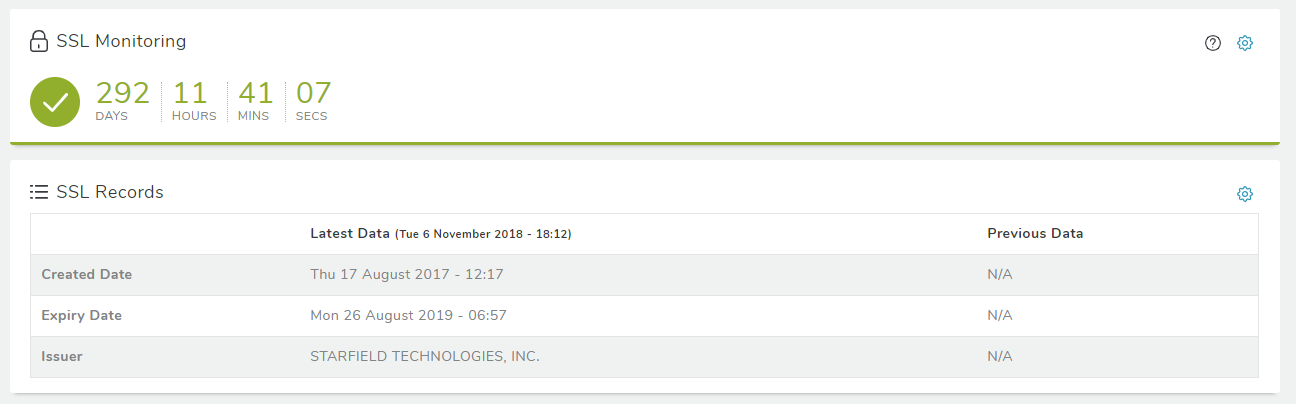 SSL Monitoring
292 11 41 07
DAYS HOURS MINS SECS
SSL Records
Latest Data (Tue 6 November 2018 - 18:12) Previous Data
Created Date Thu 17 August 2017 - 12:17 N/A
Expiry Date Mon 26 August 2019 - 06:57 N/A
Issuer STARFIELD TECHNOLOGIES, INC. N/A